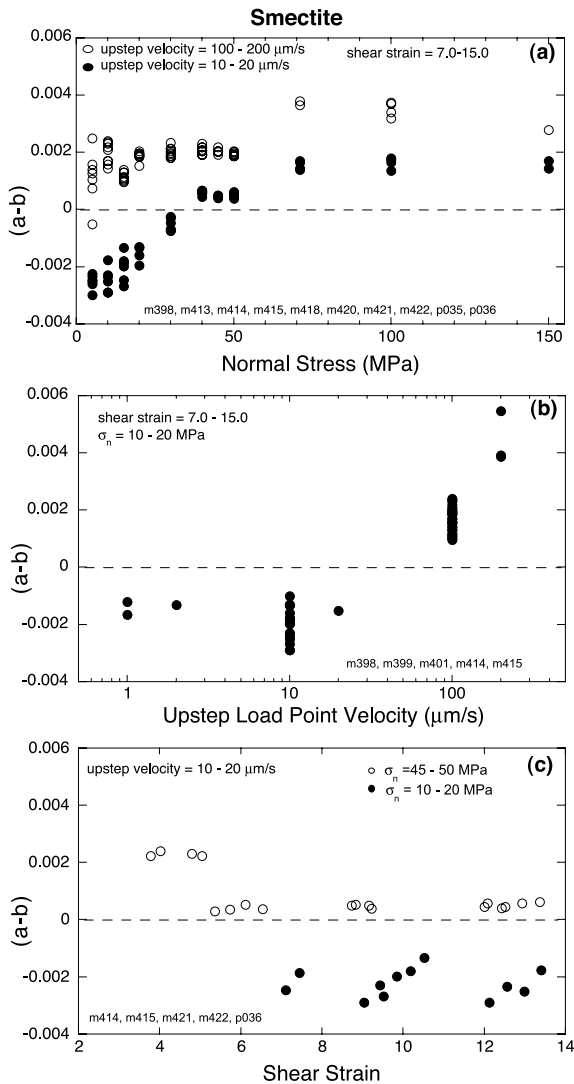 Smectite
(a)
○ upstep velocity = 100 - 200 μm/s
● upstep velocity = 10 - 20 μm/s
shear strain = 7.0-15.0
0.006
0.004
0.002
0
-0.002
-0.004
(a-b)
m398, m413, m414, m415, m418, m420, m421, m422, p035, p036
0 50 100 150
Normal Stress (MPa)
(b)
shear strain = 7.0 - 15.0
σn = 10 - 20 MPa
0.006
0.004
0.002
0
-0.002
-0.004
(a-b)
m398, m399, m401, m414, m415
1 10 100
Upstep Load Point Velocity (μm/s)
(c)
upstep velocity = 10 - 20 μm/s
○ σn =45 - 50 MPa
● σn = 10 - 20 MPa
0.006
0.004
0.002
0
-0.002
-0.004
(a-b)
m414, m415, m421, m422, p036
2 4 6 8 10 12 14
Shear Strain